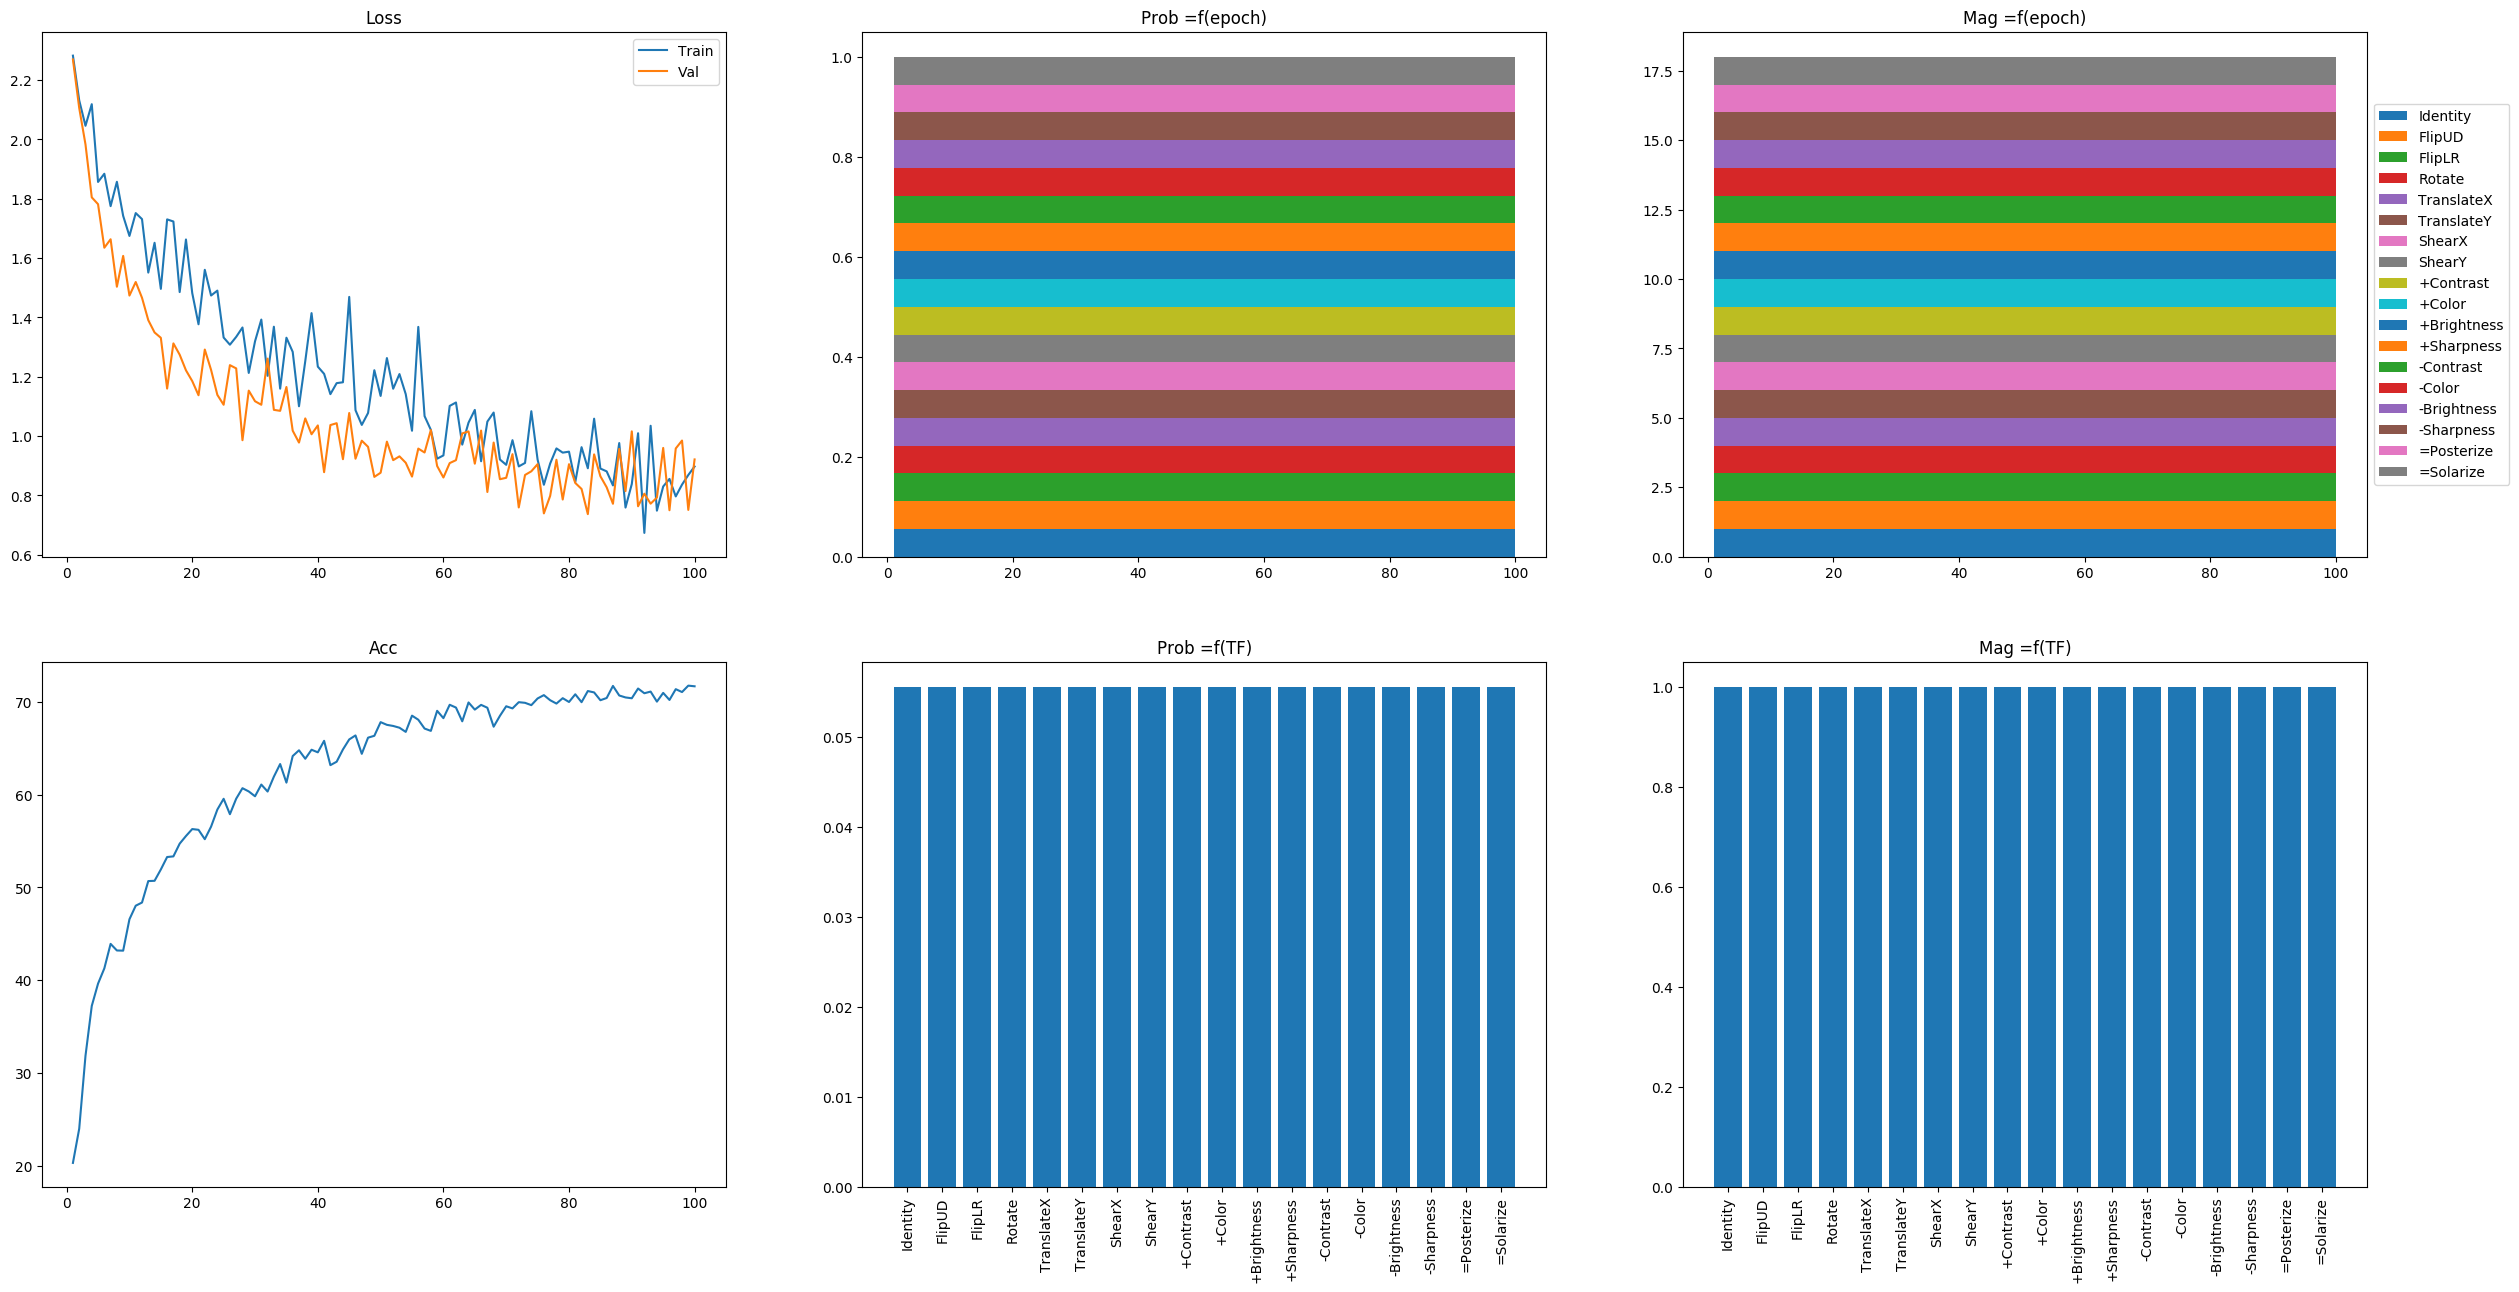 Loss
2.2
2.0
1.8
1.6
1.4
1.2
1.0
0.8
0.6
0 20 40 60 80 100
Train
Val
Prob =f(epoch)
1.0
0.8
0.6
0.4
0.2
0.0
0 20 40 60 80 100
Mag =f(epoch)
17.5
15.0
12.5
10.0
7.5
5.0
2.5
0.0
0 20 40 60 80 100
Identity
FlipUD
FlipLR
Rotate
TranslateX
TranslateY
ShearX
ShearY
+Contrast
+Color
+Brightness
+Sharpness
-Contrast
-Color
-Brightness
-Sharpness
=Posterize
=Solarize
Acc
70
60
50
40
30
20
0 20 40 60 80 100
Prob =f(TF)
0.05
0.04
0.03
0.02
0.01
0.00
Identity
FlipUD
FlipLR
Rotate
TranslateX
TranslateY
ShearX
ShearY
+Contrast
+Color
+Brightness
+Sharpness
-Contrast
-Color
-Brightness
-Sharpness
=Posterize
=Solarize
Mag =f(TF)
1.0
0.8
0.6
0.4
0.2
0.0
Identity
FlipUD
FlipLR
Rotate
TranslateX
TranslateY
ShearX
ShearY
+Contrast
+Color
+Brightness
+Sharpness
-Contrast
-Color
-Brightness
-Sharpness
=Posterize
=Solarize